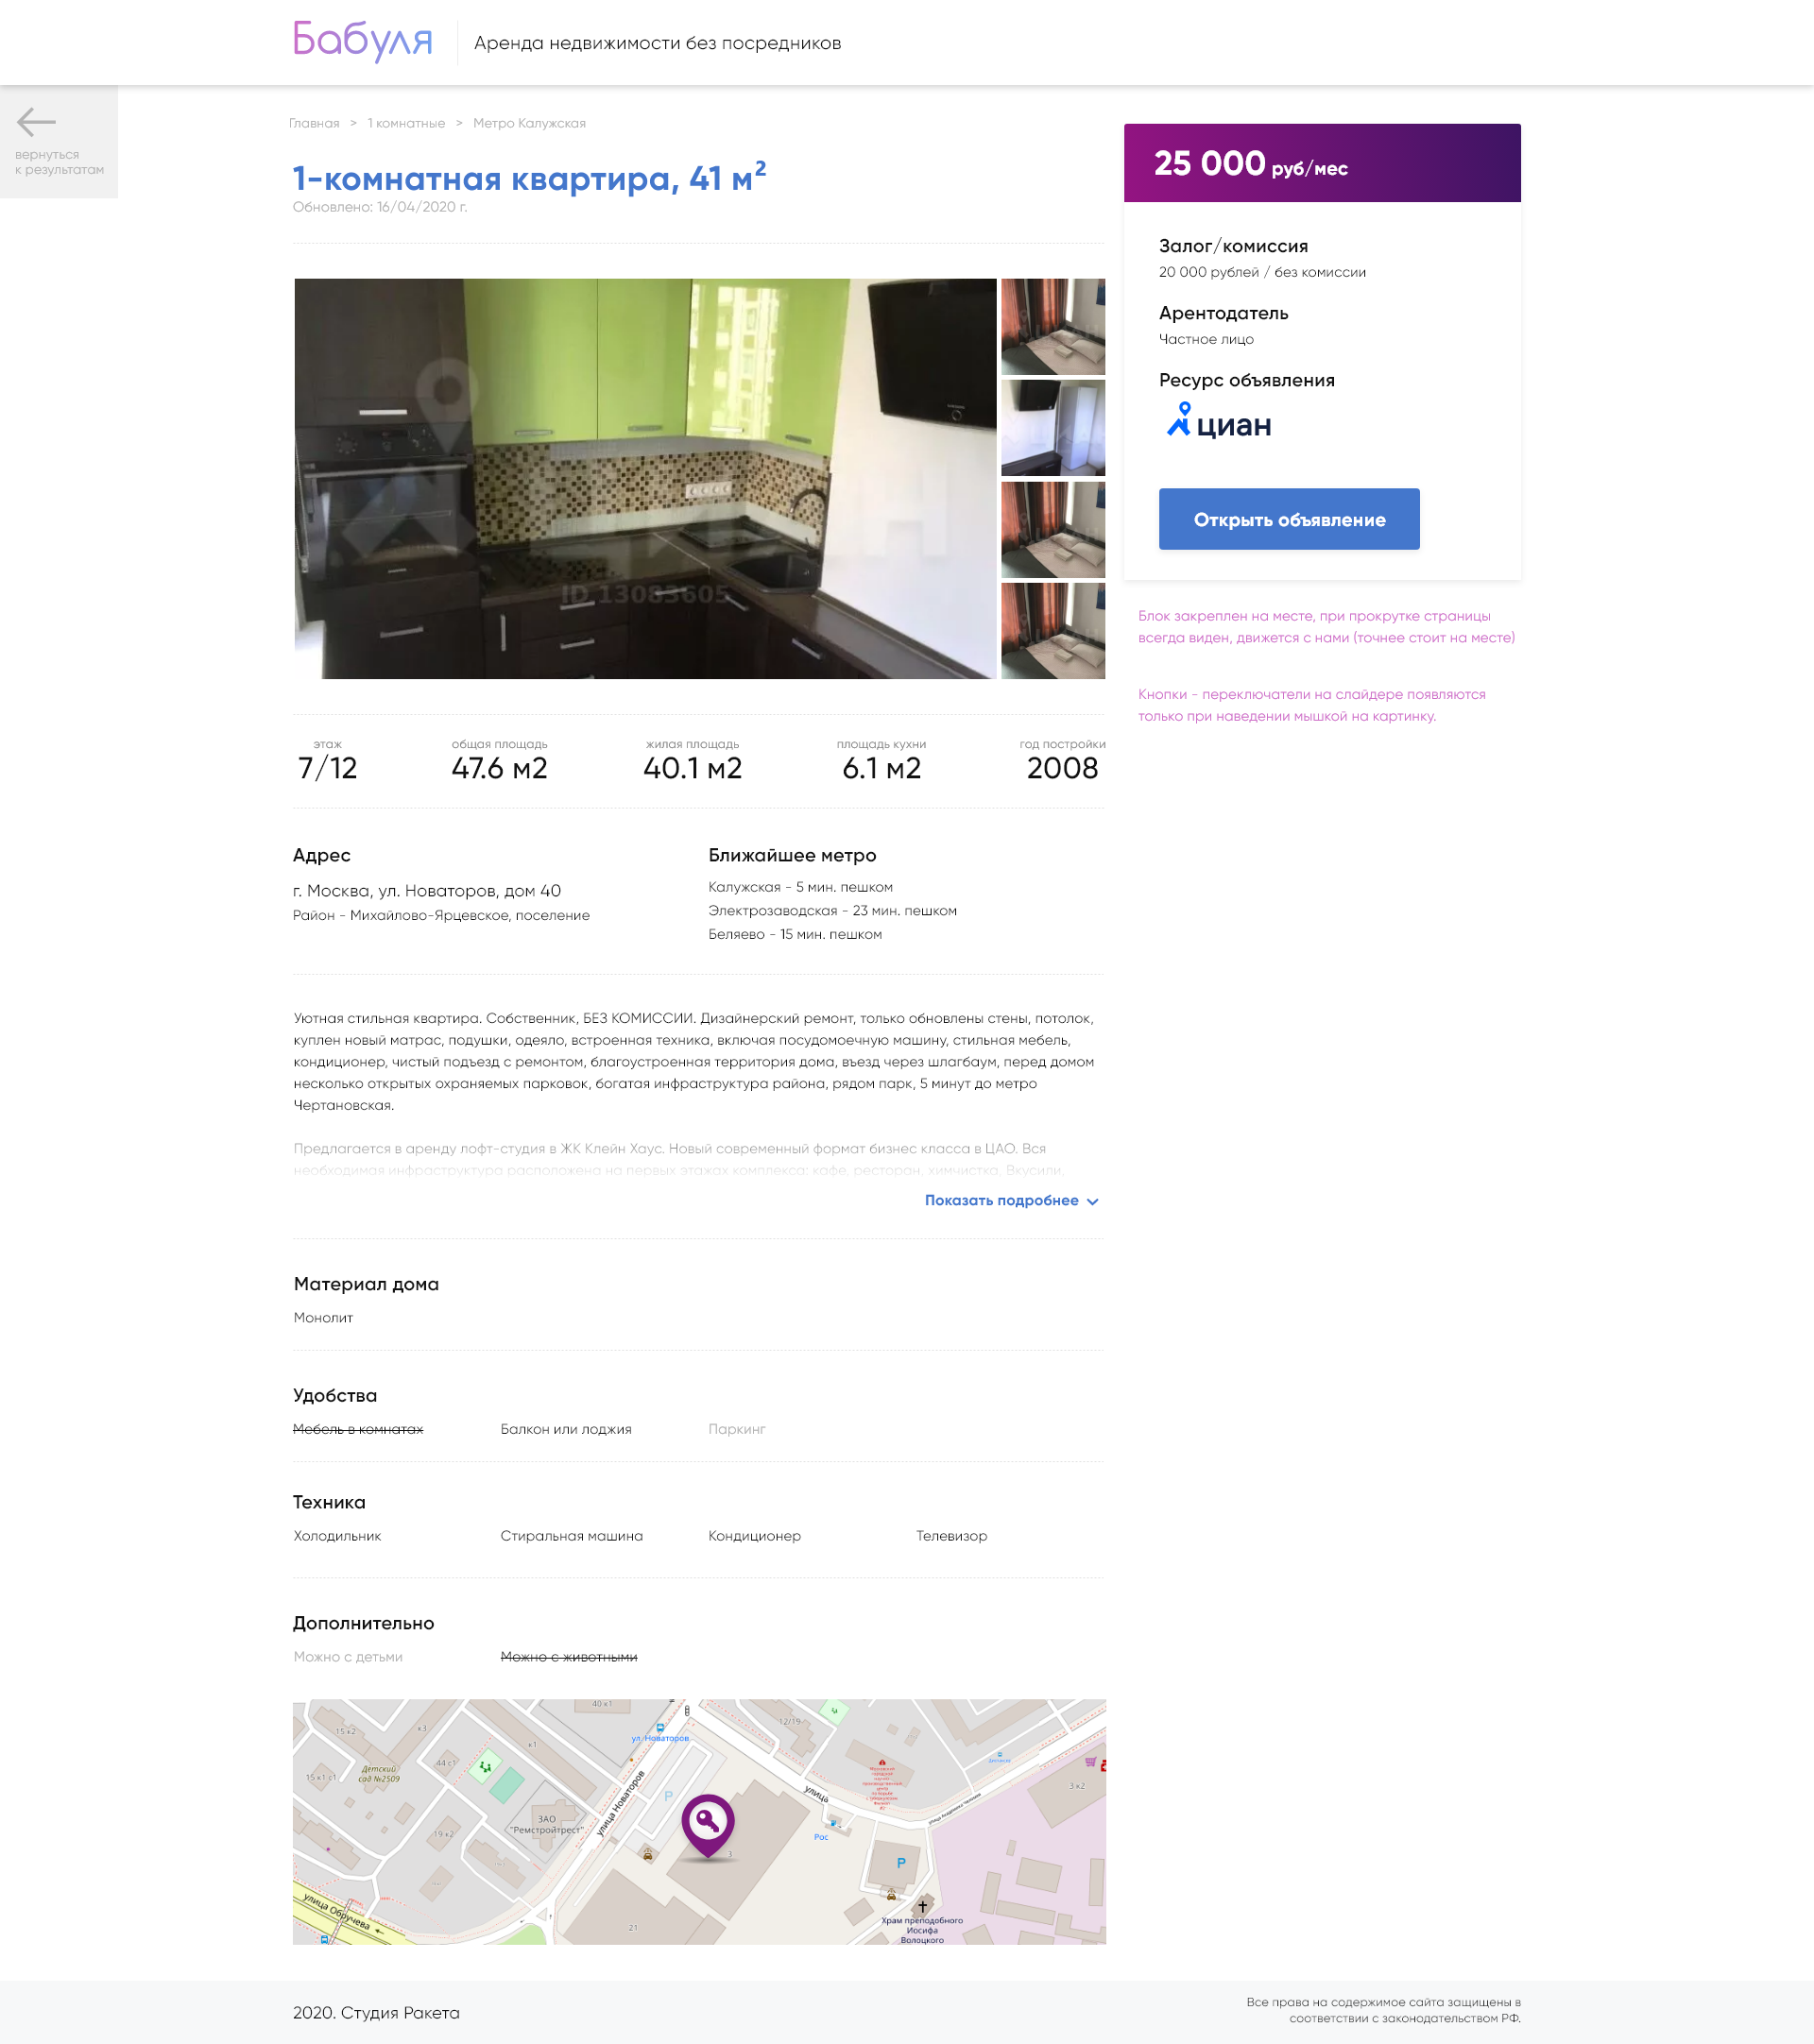 Бабуля
Аренда недвижимости без посредников
вернуться
к результатам
Главная > 1 комнатные > Метро Калужская
1-комнатная квартира, 41 м²
Обновлено: 16/04/2020 г.
ID 13083605
25 000 руб/мес
Залог/комиссия
20 000 рублей / без комиссии
Арентодатель
Частное лицо
Ресурс объявления
циан
Открыть объявление
Блок закреплен на месте, при прокрутке страницы
всегда виден, движется с нами (точнее стоит на месте)
Кнопки - переключатели на слайдере появляются
только при наведении мышкой на картинку.
этаж
7/12
общая площадь
47.6 м2
жилая площадь
40.1 м2
площадь кухни
6.1 м2
год постройки
2008
Адрес
г. Москва, ул. Новаторов, дом 40
Район - Михайлово-Ярцевское, поселение
Ближайшее метро
Калужская - 5 мин. пешком
Электрозаводская - 23 мин. пешком
Беляево - 15 мин. пешком
Уютная стильная квартира. Собственник, БЕЗ КОМИССИИ. Дизайнерский ремонт, только обновлены стены, потолок,
куплен новый матрас, подушки, одеяло, встроенная техника, включая посудомоечную машину, стильная мебель,
кондиционер, чистый подъезд с ремонтом, благоустроенная территория дома, въезд через шлагбаум, перед домом
несколько открытых охраняемых парковок, богатая инфраструктура района, рядом парк, 5 минут до метро
Чертановская.
Предлагается в аренду лофт-студия в ЖК Клейн Хаус. Новый современный формат бизнес класса в ЦАО. Вся
необходимая инфраструктура расположена на первых этажах комплекса: кафе, ресторан, химчистка, Вкусили,
Показать подробнее
Материал дома
Монолит
Удобства
Мебель в комнатах
Балкон или лоджия
Паркинг
Техника
Холодильник
Стиральная машина
Кондиционер
Телевизор
Дополнительно
Можно с детьми
Можно с животными
40 к1
12/19
15 к2
к3
к1
ул. Новаторов
44 с1
Детский
сад №2509
15 к1 с1
3 к2
P
улица
улица Новаторов
улица Академика Челомея
ЗАО
"Ремстройтрест"
19 к2
Рос
3
P
улица Обручева
21
Храм преподобного
Иосифа
Волоцкого
2020. Студия Ракета
Все права на содержимое сайта защищены в
соответствии с законодательством РФ.